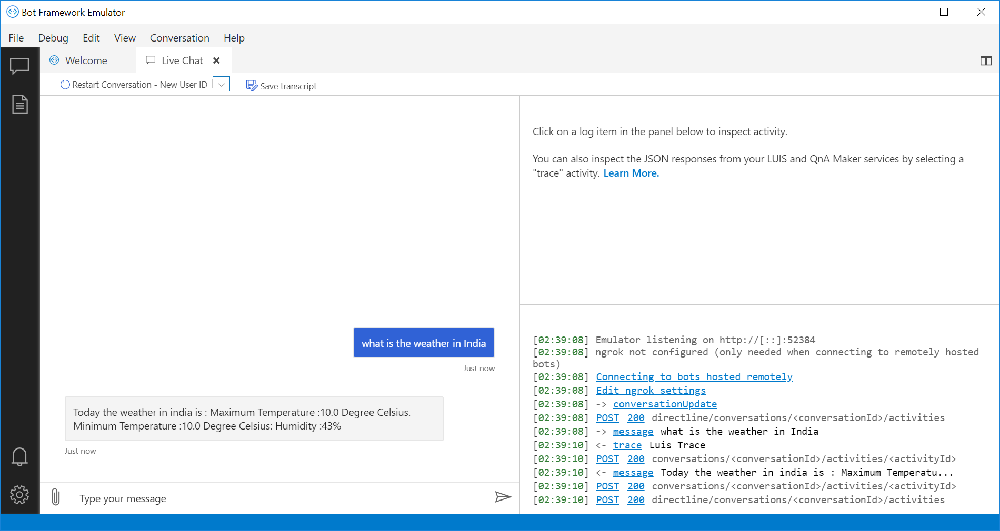 Bot Framework Emulator
File Debug Edit View Conversation Help
Welcome Live Chat
Restart Conversation - New User ID Save transcript
what is the weather in India
Just now
Today the weather in india is : Maximum Temperature :10.0 Degree Celsius.
Minimum Temperature :10.0 Degree Celsius: Humidity :43%
Just now
Type your message
Click on a log item in the panel below to inspect activity.
You can also inspect the JSON responses from your LUIS and QnA Maker services by selecting a
"trace" activity. Learn More.
[02:39:08] Emulator listening on http://[::]:52384
[02:39:08] ngrok not configured (only needed when connecting to remotely hosted
bots)
[02:39:08] Connecting to bots hosted remotely
[02:39:08] Edit ngrok settings
[02:39:08] -> conversationUpdate
[02:39:08] POST 200 directline/conversations/<conversationId>/activities
[02:39:08] -> message what is the weather in India
[02:39:10] <- trace Luis Trace
[02:39:10] POST 200 conversations/<conversationId>/activities/<activityId>
[02:39:10] <- message Today the weather in india is : Maximum Temperatu...
[02:39:10] POST 200 conversations/<conversationId>/activities/<activityId>
[02:39:10] POST 200 directline/conversations/<conversationId>/activities